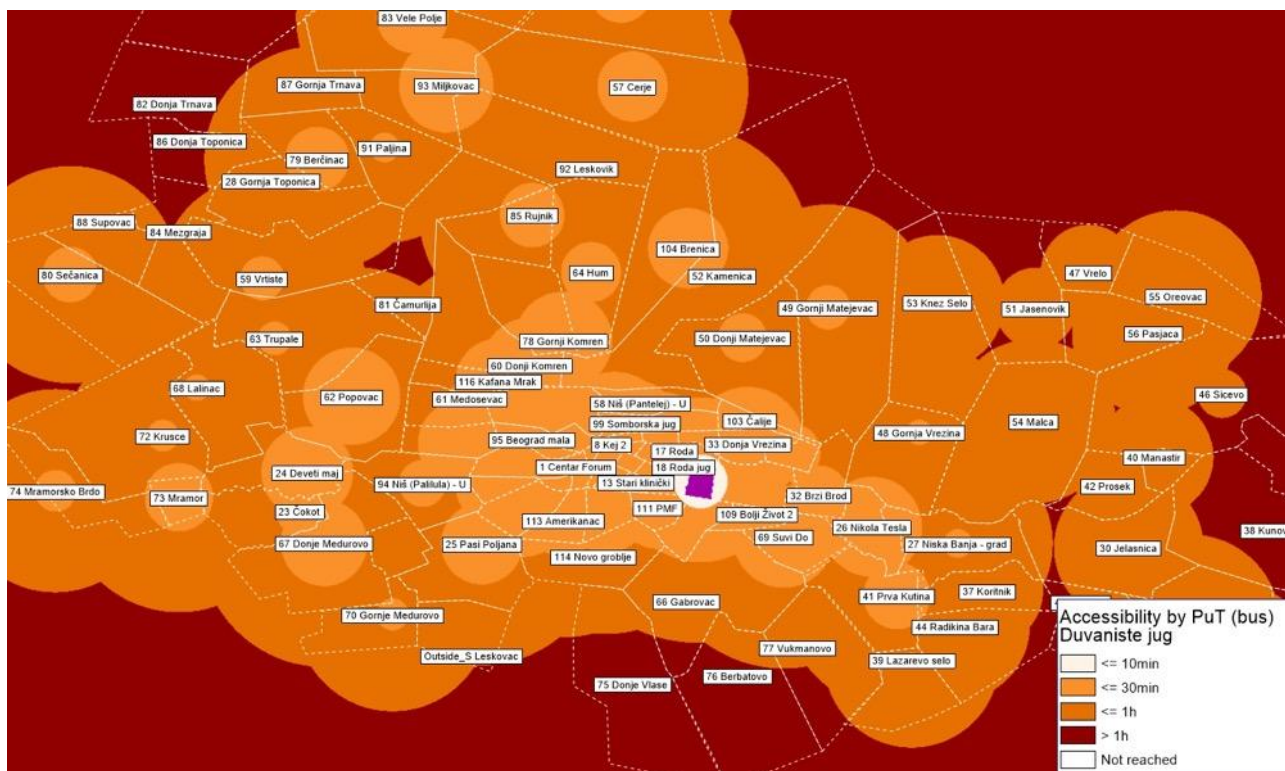 83 Vele Polje
87 Gornja Trnava
93 Miljkovac
57 Cerje
82 Donja Trnava
86 Donja Toponica
91 Paljina
79 Berčinac
92 Leskovik
28 Gornja Toponica
85 Rujnik
88 Supovac
84 Mezgraja
104 Brenica
80 Sečanica
64 Hum
52 Kamenica
47 Vrelo
59 Vrtiste
55 Oreovac
81 Čamurlija
49 Gornji Matejevac
53 Knez Selo
51 Jasenovik
56 Pasjaca
63 Trupale
78 Gornji Komren
50 Donji Matejevac
60 Donji Komren
116 Kafana Mrak
68 Lalinac
62 Popovac
61 Medosevac
46 Sicevo
58 Niš (Pantelej) - U
99 Somborska jug
103 Čalije
54 Malca
72 Krusce
95 Beograd mala
8 Kej 2
33 Donja Vrezina
48 Gornja Vrezina
17 Roda
40 Manastir
1 Centar Forum
18 Roda jug
24 Deveti maj
94 Niš (Palilula) - U
13 Stari klinički
42 Prosek
74 Mramorsko Brdo
73 Mramor
32 Brzi Brod
23 Čokot
111 PMF
109 Bolji Život 2
113 Amerikanac
26 Nikola Tesla
38 Kunov
69 Suvi Do
67 Donje Medurovo
25 Pasi Poljana
27 Niska Banja - grad
30 Jelasnica
114 Novo groblje
37 Koritnik
41 Prva Kutina
66 Gabrovac
70 Gornje Medurovo
44 Radikina Bara
77 Vukmanovo
Outside_S Leskovac
39 Lazarevo selo
76 Berbatovo
75 Donje Vlase
Accessibility by PuT (bus)
Duvaniste jug
<= 10min
<= 30min
<= 1h
> 1h
Not reached